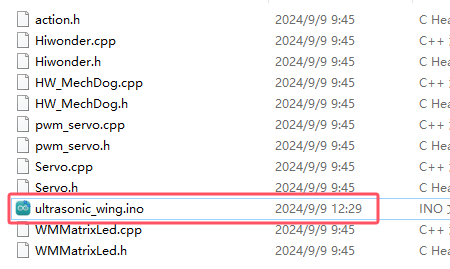 action.h 2024/9/9 9:45 C Hea
Hiwonder.cpp 2024/9/9 9:45 C++
Hiwonder.h 2024/9/9 9:45 C Hea
HW_MechDog.cpp 2024/9/9 9:45 C++
HW_MechDog.h 2024/9/9 9:45 C Hea
pwm_servo.cpp 2024/9/9 9:45 C++
pwm_servo.h 2024/9/9 9:45 C Hea
Servo.cpp 2024/9/9 9:45 C++
Servo.h 2024/9/9 9:45 C Hea
ultrasonic_wing.ino 2024/9/9 12:29 INO
WMMatrixLed.cpp 2024/9/9 9:45 C++
WMMatrixLed.h 2024/9/9 9:45 C Hea